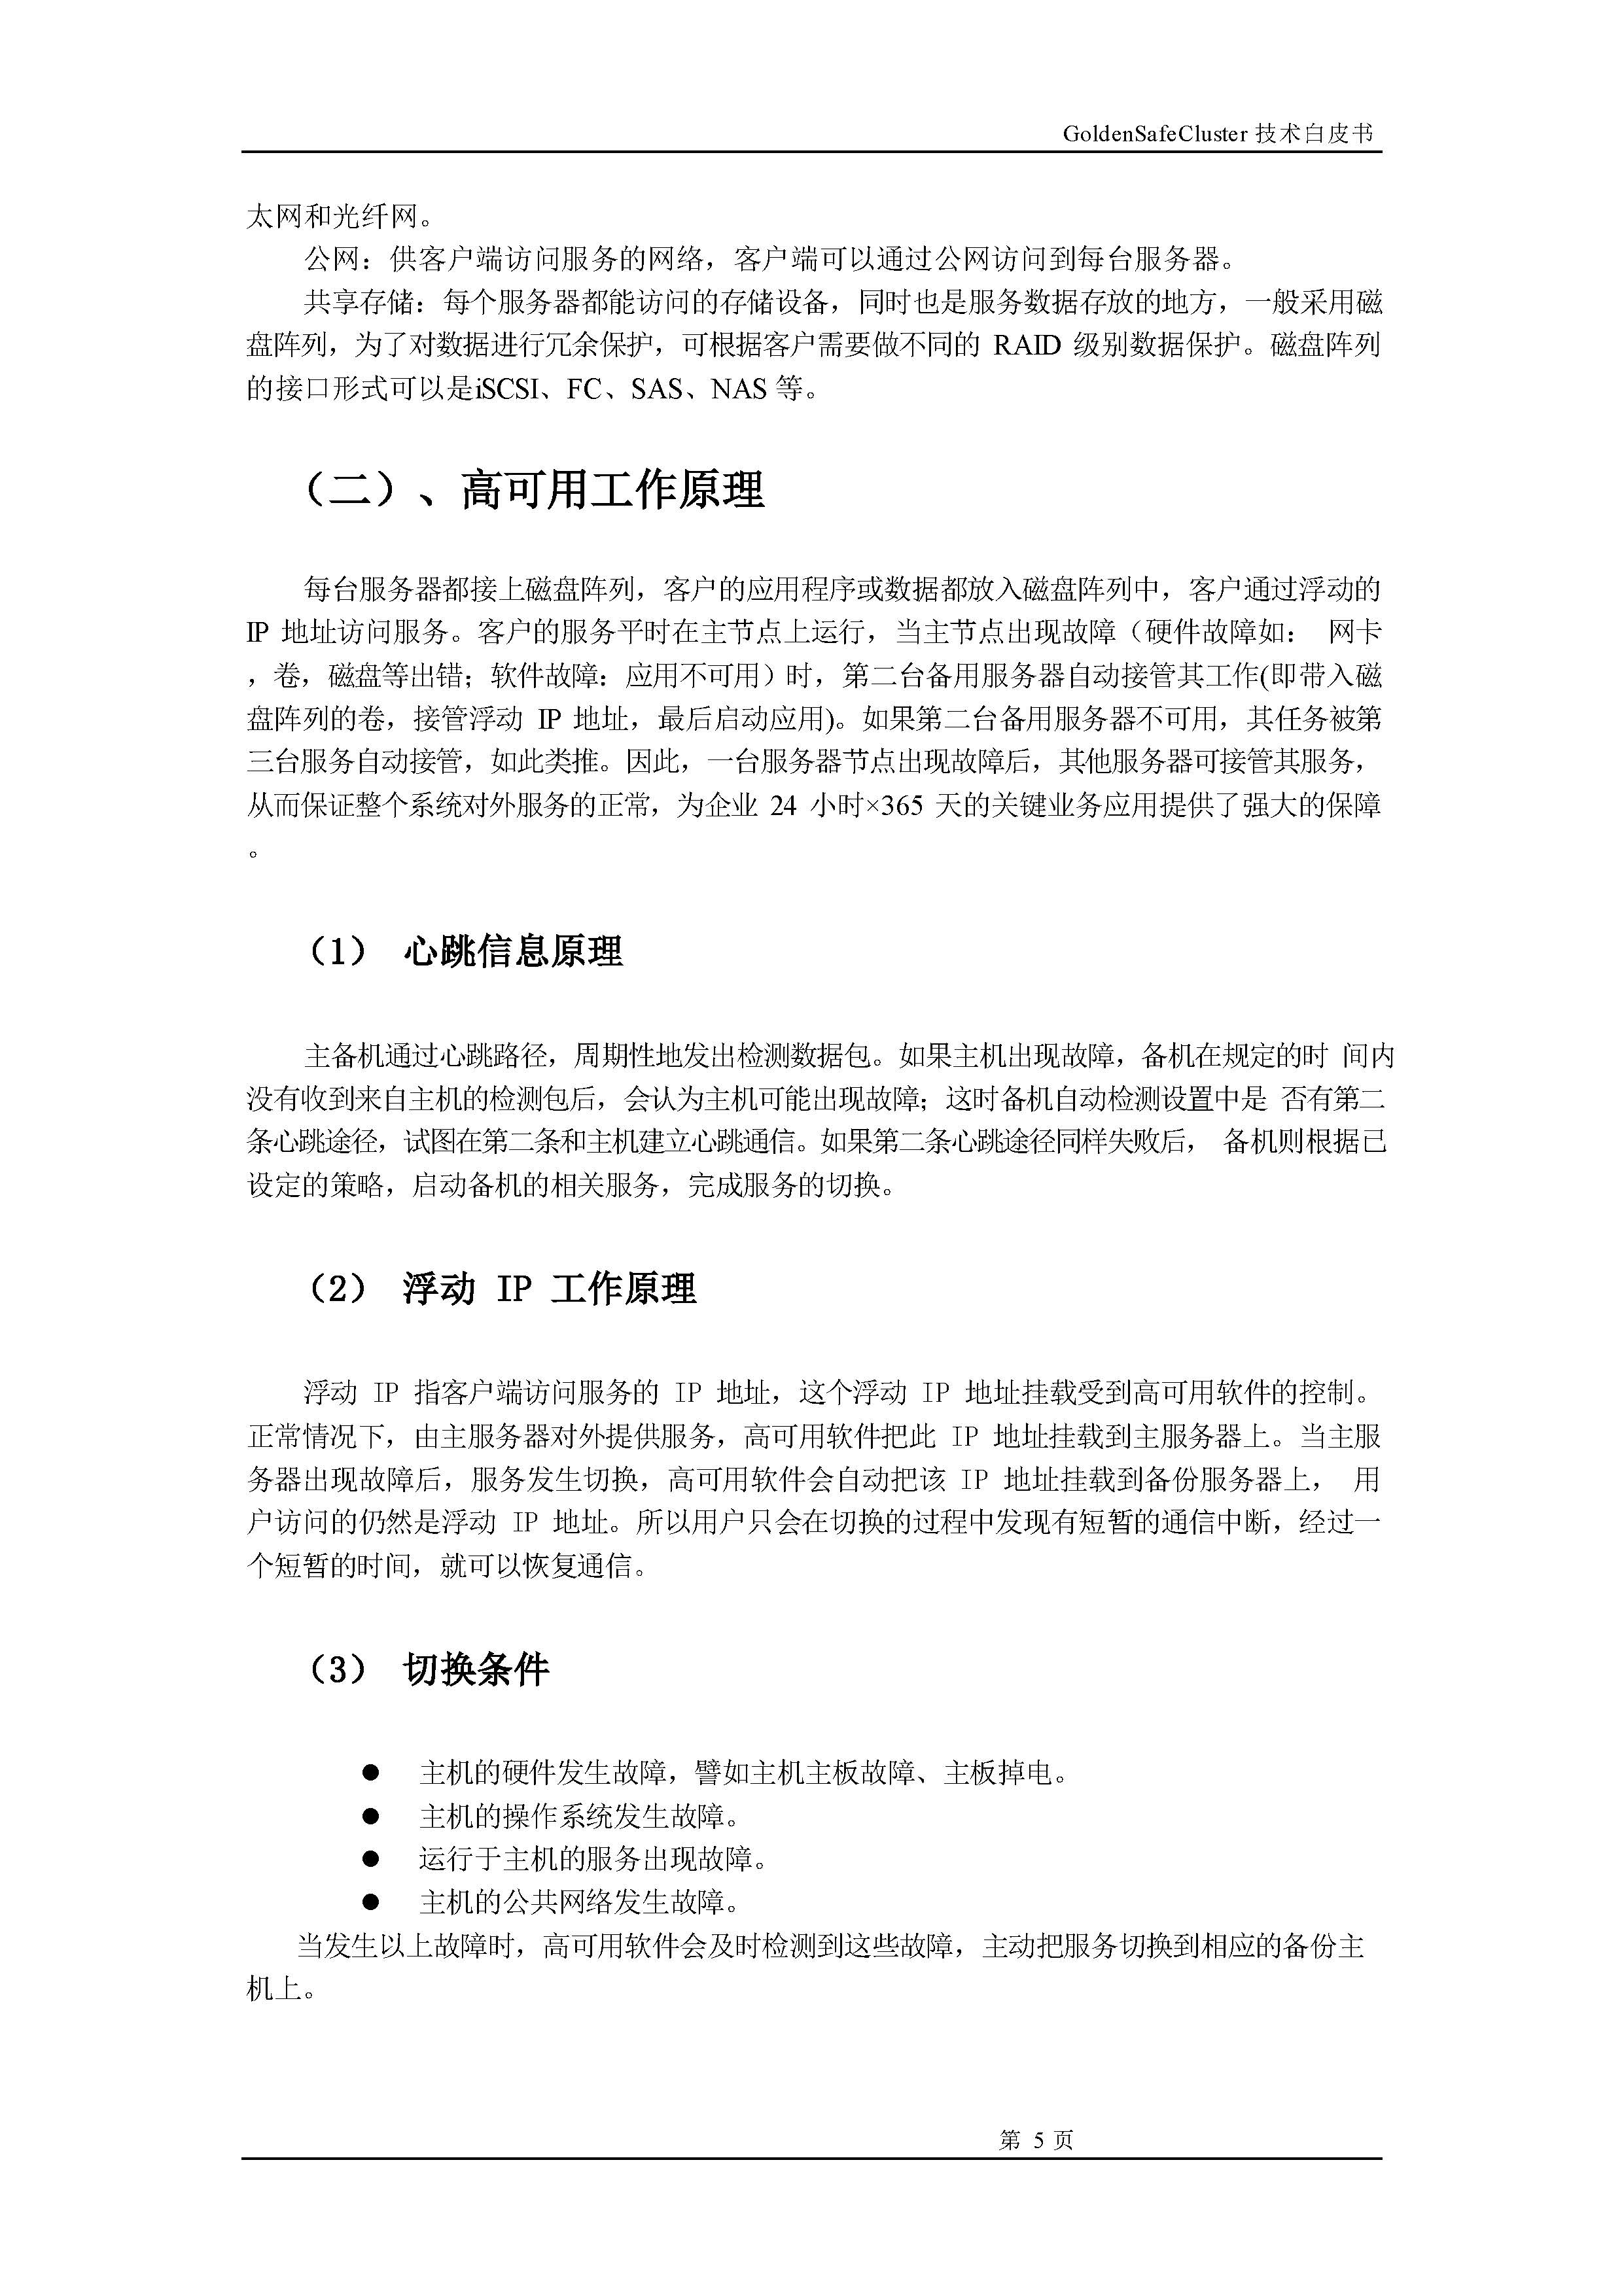 GoldenSafeCluster 技术白皮书
太网和光纤网。
公网：供客户端访问服务的网络，客户端可以通过公网访问到每台服务器。
共享存储：每个服务器都能访问的存储设备，同时也是服务数据存放的地方，一般采用磁
盘阵列，为了对数据进行冗余保护，可根据客户需要做不同的 RAID 级别数据保护。磁盘阵列
的接口形式可以是iSCSI、FC、SAS、NAS 等。
（二）、高可用工作原理
每台服务器都接上磁盘阵列，客户的应用程序或数据都放入磁盘阵列中，客户通过浮动的
IP 地址访问服务。客户的服务平时在主节点上运行，当主节点出现故障（硬件故障如： 网卡
，卷，磁盘等出错；软件故障：应用不可用）时，第二台备用服务器自动接管其工作(即带入磁
盘阵列的卷，接管浮动 IP 地址，最后启动应用)。如果第二台备用服务器不可用，其任务被第
三台服务自动接管，如此类推。因此，一台服务器节点出现故障后，其他服务器可接管其服务，
从而保证整个系统对外服务的正常，为企业 24 小时×365 天的关键业务应用提供了强大的保障
。
（1） 心跳信息原理
主备机通过心跳路径，周期性地发出检测数据包。如果主机出现故障，备机在规定的时 间内
没有收到来自主机的检测包后，会认为主机可能出现故障；这时备机自动检测设置中是 否有第二
条心跳途径，试图在第二条和主机建立心跳通信。如果第二条心跳途径同样失败后， 备机则根据已
设定的策略，启动备机的相关服务，完成服务的切换。
（2） 浮动 IP 工作原理
浮动 IP 指客户端访问服务的 IP 地址，这个浮动 IP 地址挂载受到高可用软件的控制。
正常情况下，由主服务器对外提供服务，高可用软件把此 IP 地址挂载到主服务器上。当主服
务器出现故障后，服务发生切换，高可用软件会自动把该 IP 地址挂载到备份服务器上， 用
户访问的仍然是浮动 IP 地址。所以用户只会在切换的过程中发现有短暂的通信中断，经过一
个短暂的时间，就可以恢复通信。
（3） 切换条件
● 主机的硬件发生故障，譬如主机主板故障、主板掉电。
● 主机的操作系统发生故障。
● 运行于主机的服务出现故障。
● 主机的公共网络发生故障。
当发生以上故障时，高可用软件会及时检测到这些故障，主动把服务切换到相应的备份主
机上。
第 5 页